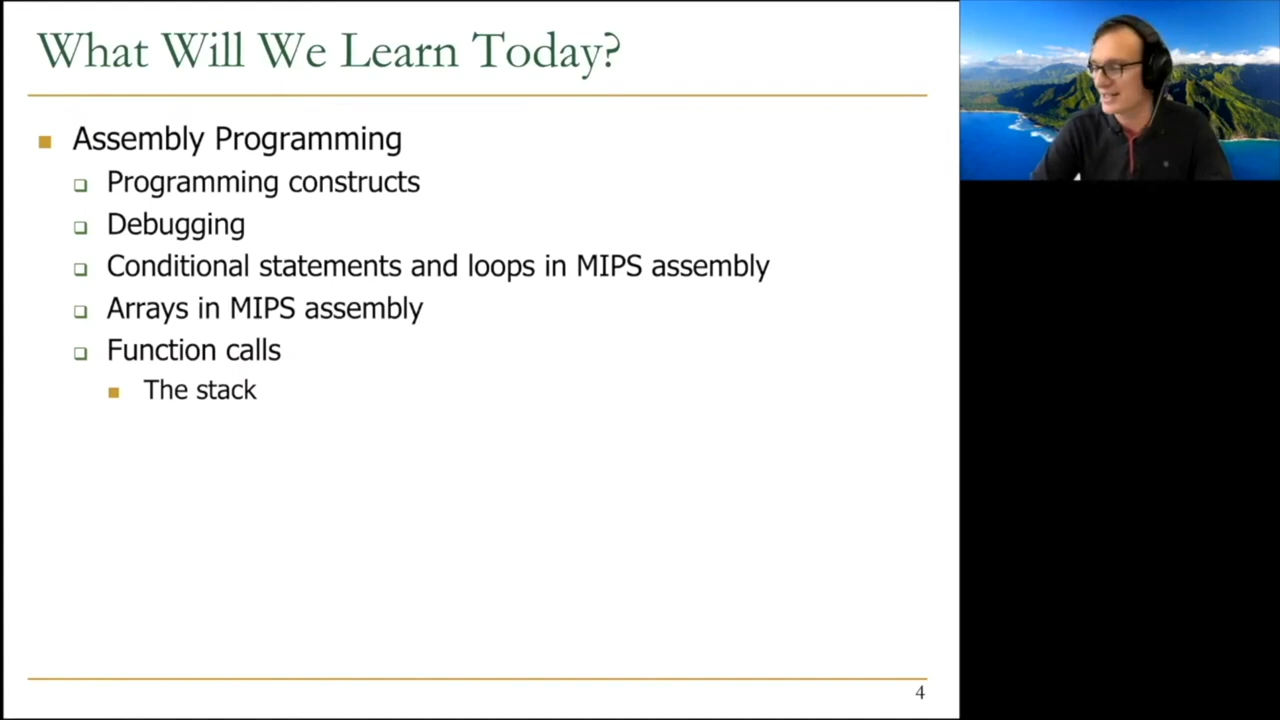 What Will We Learn Today?
Assembly Programming
Programming constructs
Debugging
Conditional statements and loops in MIPS assembly
Arrays in MIPS assembly
Function calls
The stack
4